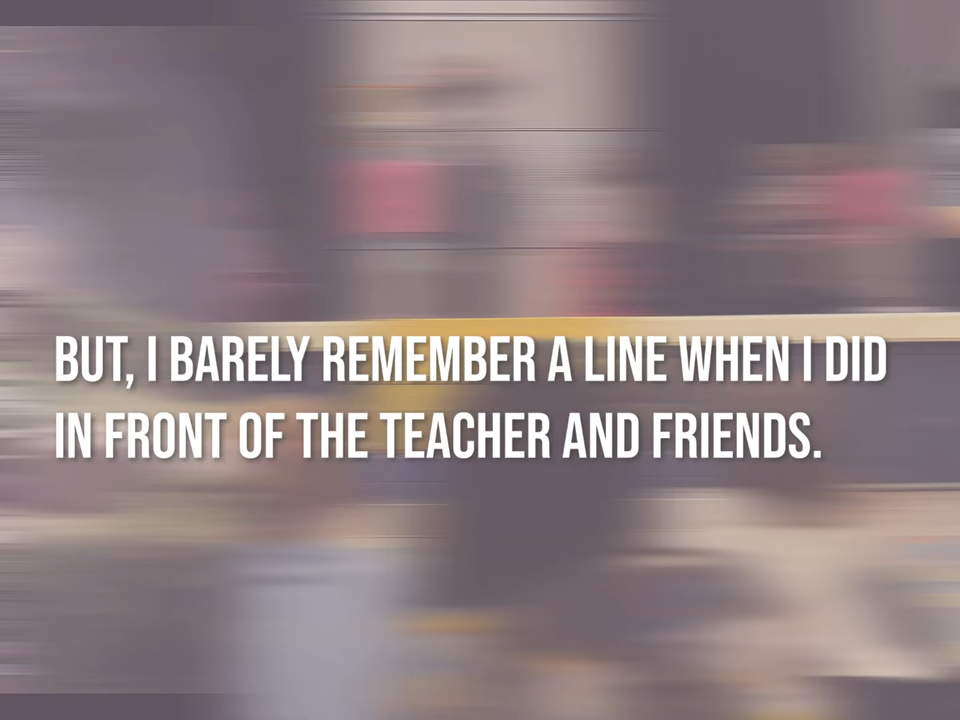 BUT, I BARELY REMEMBER A LINE WHEN I DID
IN FRONT OF THE TEACHER AND FRIENDS.